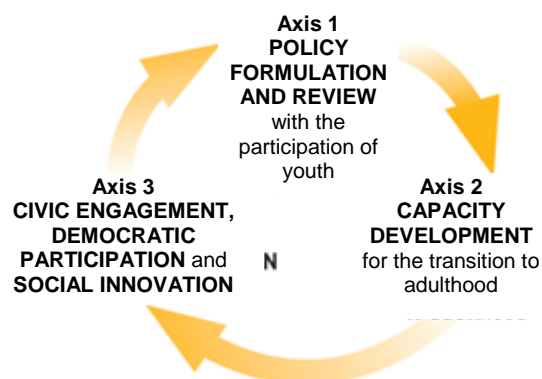 Axis 1
POLICY
FORMULATION
AND REVIEW
with the
participation of
youth
Axis 2
CAPACITY
DEVELOPMENT
for the transition to
adulthood
Axis 3
CIVIC ENGAGEMENT,
DEMOCRATIC
PARTICIPATION and
SOCIAL INNOVATION
N